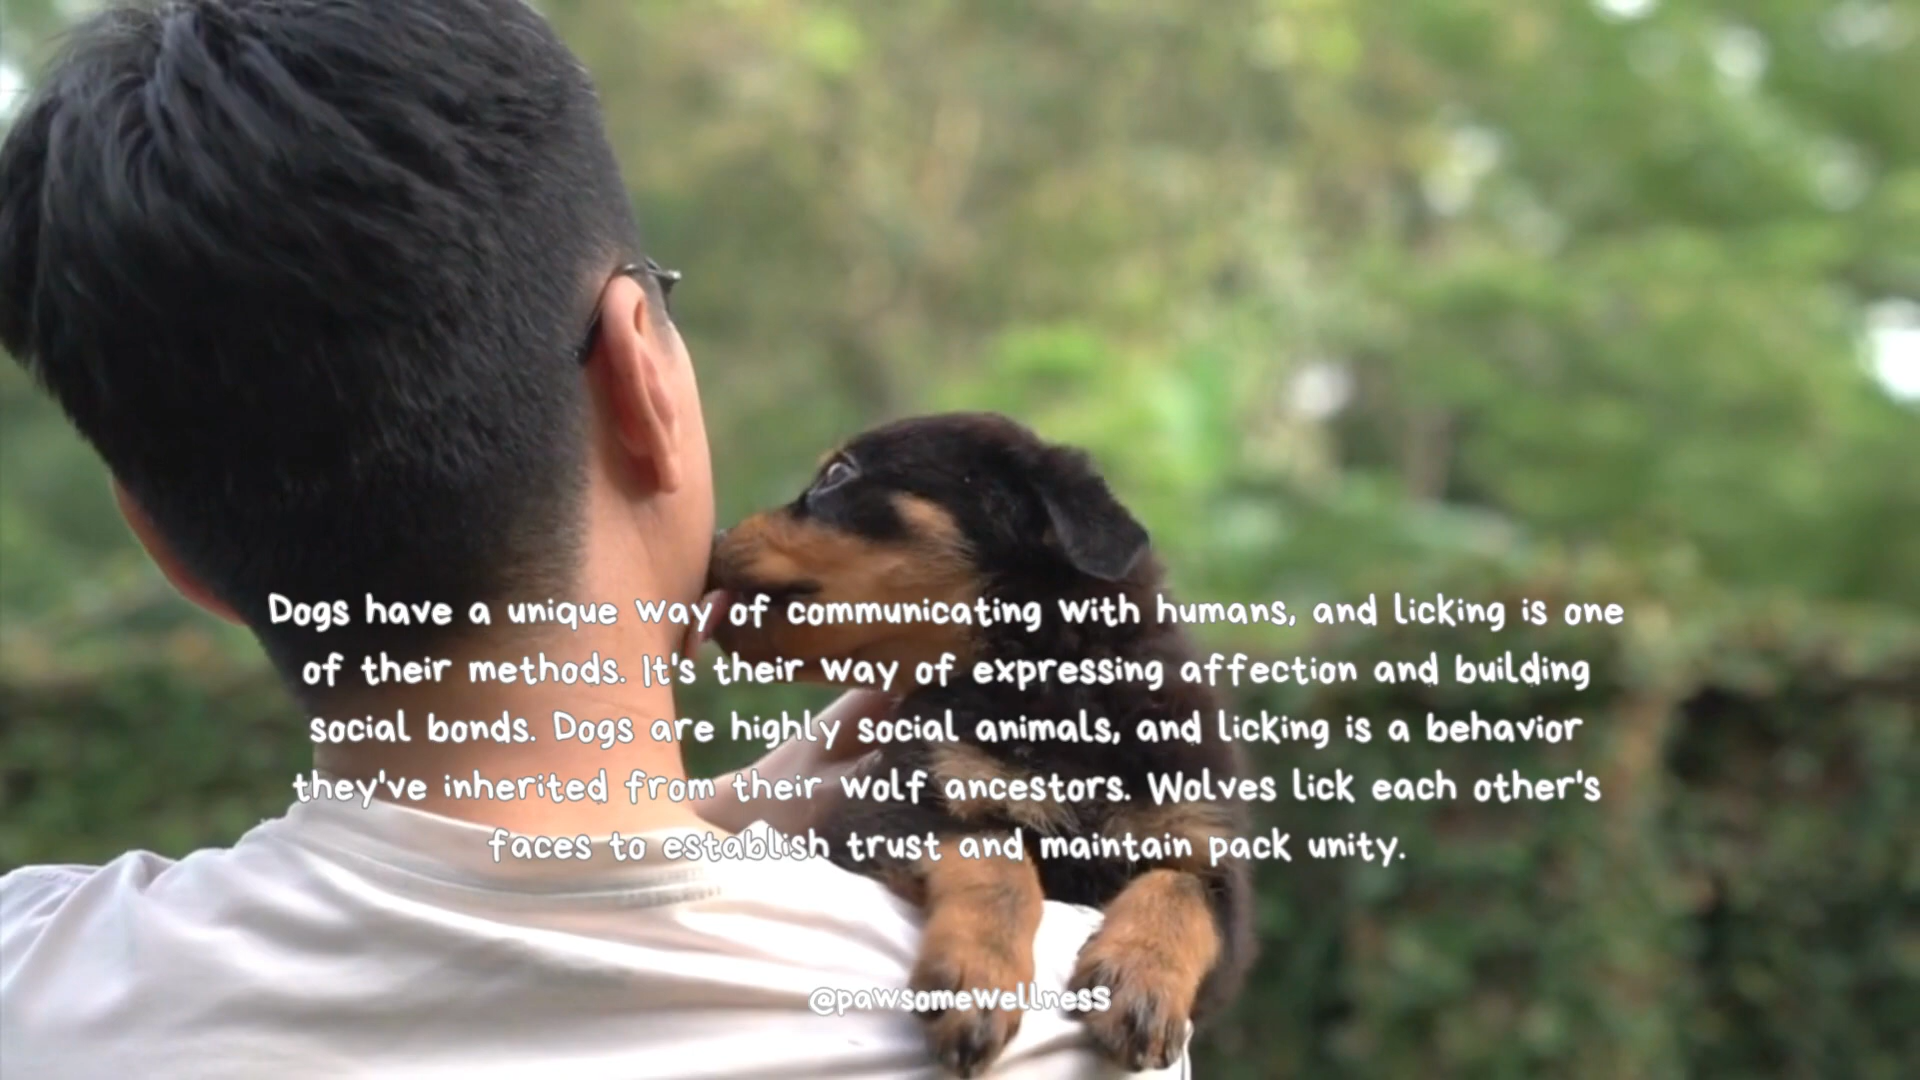 Dogs have a unique way of communicating with humans, and licking is one
of their methods. It's their way of expressing affection and building
social bonds. Dogs are highly social animals, and licking is a behavior
they've inherited from their wolf ancestors. Wolves lick each other's
faces to establish trust and maintain pack unity.
@pawsomewellness